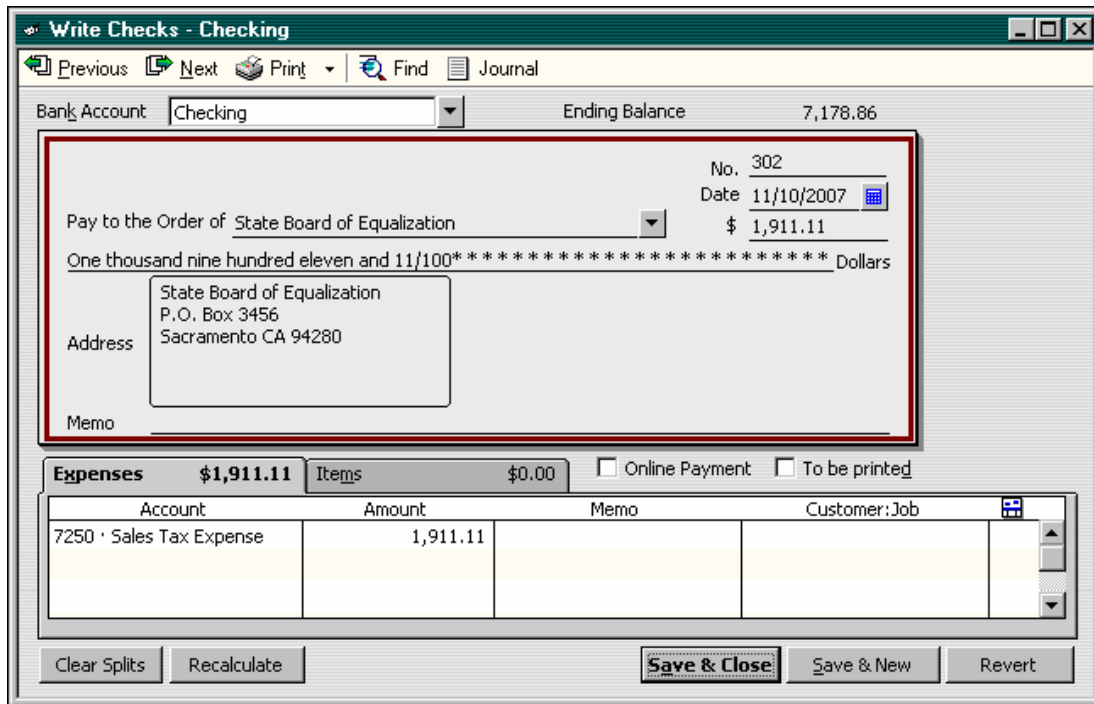 Write Checks - Checking
Previous Next Print Find Journal
Bank Account Checking Ending Balance 7,178.86
No. 302
Date 11/10/2007
Pay to the Order of State Board of Equalization $ 1,911.11
One thousand nine hundred eleven and 11/100* * * * * * * * * * * * * * * * * * * * * * * * * Dollars
State Board of Equalization
P.O. Box 3456
Address Sacramento CA 94280
Memo
Expenses $1,911.11 Items $0.00 Online Payment To be printed
Account Amount Memo Customer:Job
7250 · Sales Tax Expense 1,911.11
Clear Splits Recalculate Save & Close Save & New Revert